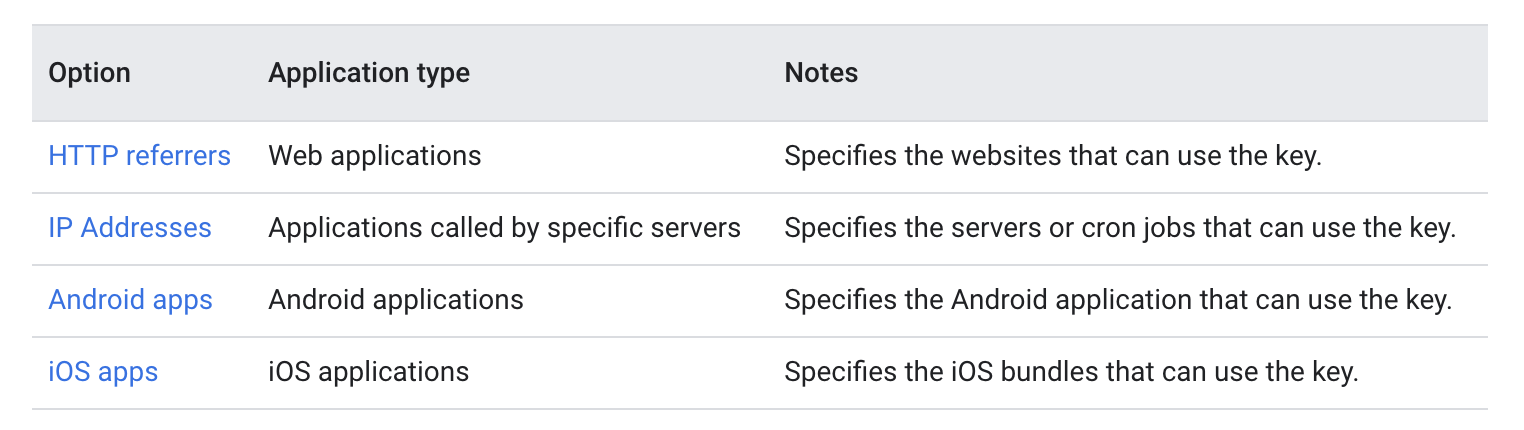 Option Application type Notes
HTTP referrers Web applications Specifies the websites that can use the key.
IP Addresses Applications called by specific servers Specifies the servers or cron jobs that can use the key.
Android apps Android applications Specifies the Android application that can use the key.
iOS apps iOS applications Specifies the iOS bundles that can use the key.